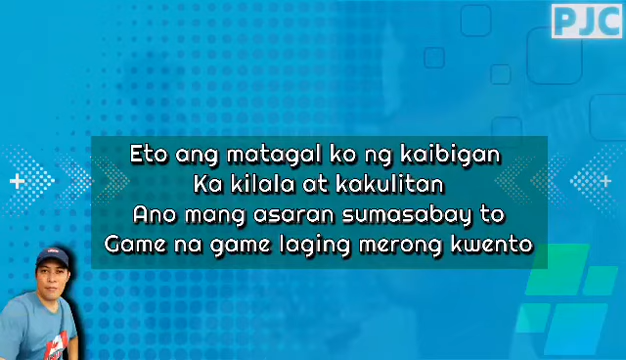 PJC
Eto ang matagal ko ng kaibigan
Ka kilala at kakulitan
Ano mang asaran sumasabay to
Game na game laging merong kwento